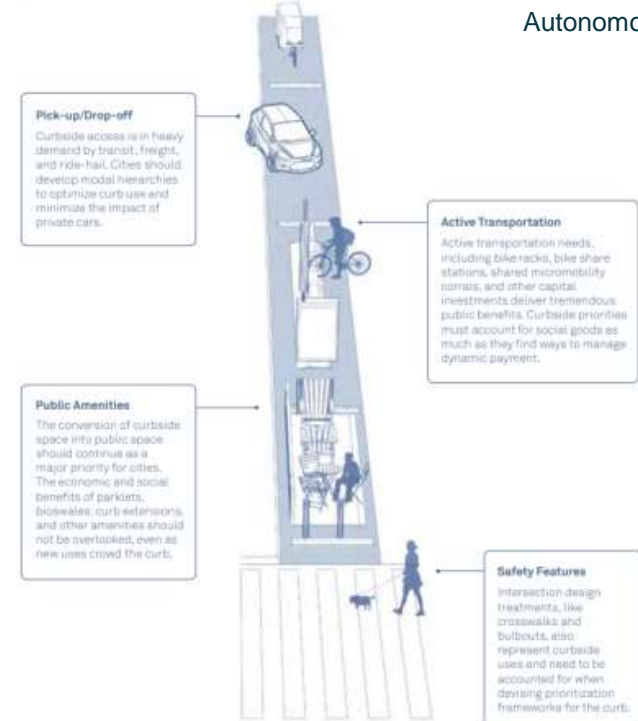 Autonomo
Pick-up/Drop-off
Curbside access is in heavy
demand by transit, freight,
and ride-hail. Cities should
develop modal hierarchies
to optimize curb use and
minimize the impact of
private cars.
Active Transportation
Active transportation needs,
including bike racks, bike share
stations, shared micromobility
corrals, and other capital
investments deliver tremendous
public benefits. Curbside priorities
must account for social goods as
much as they find ways to manage
dynamic payment.
Public Amenities
The conversion of curbside
space into public space
should continue as a
major priority for cities.
The economic and social
benefits of parklets,
bioswales, curb extensions,
and other amenities should
not be overlooked, even as
new uses crowd the curb.
Safety Features
Intersection design
treatments, like
crosswalks and
bulbouts, also
represent curbside
uses and need to be
accounted for when
devising prioritization
frameworks for the curb.